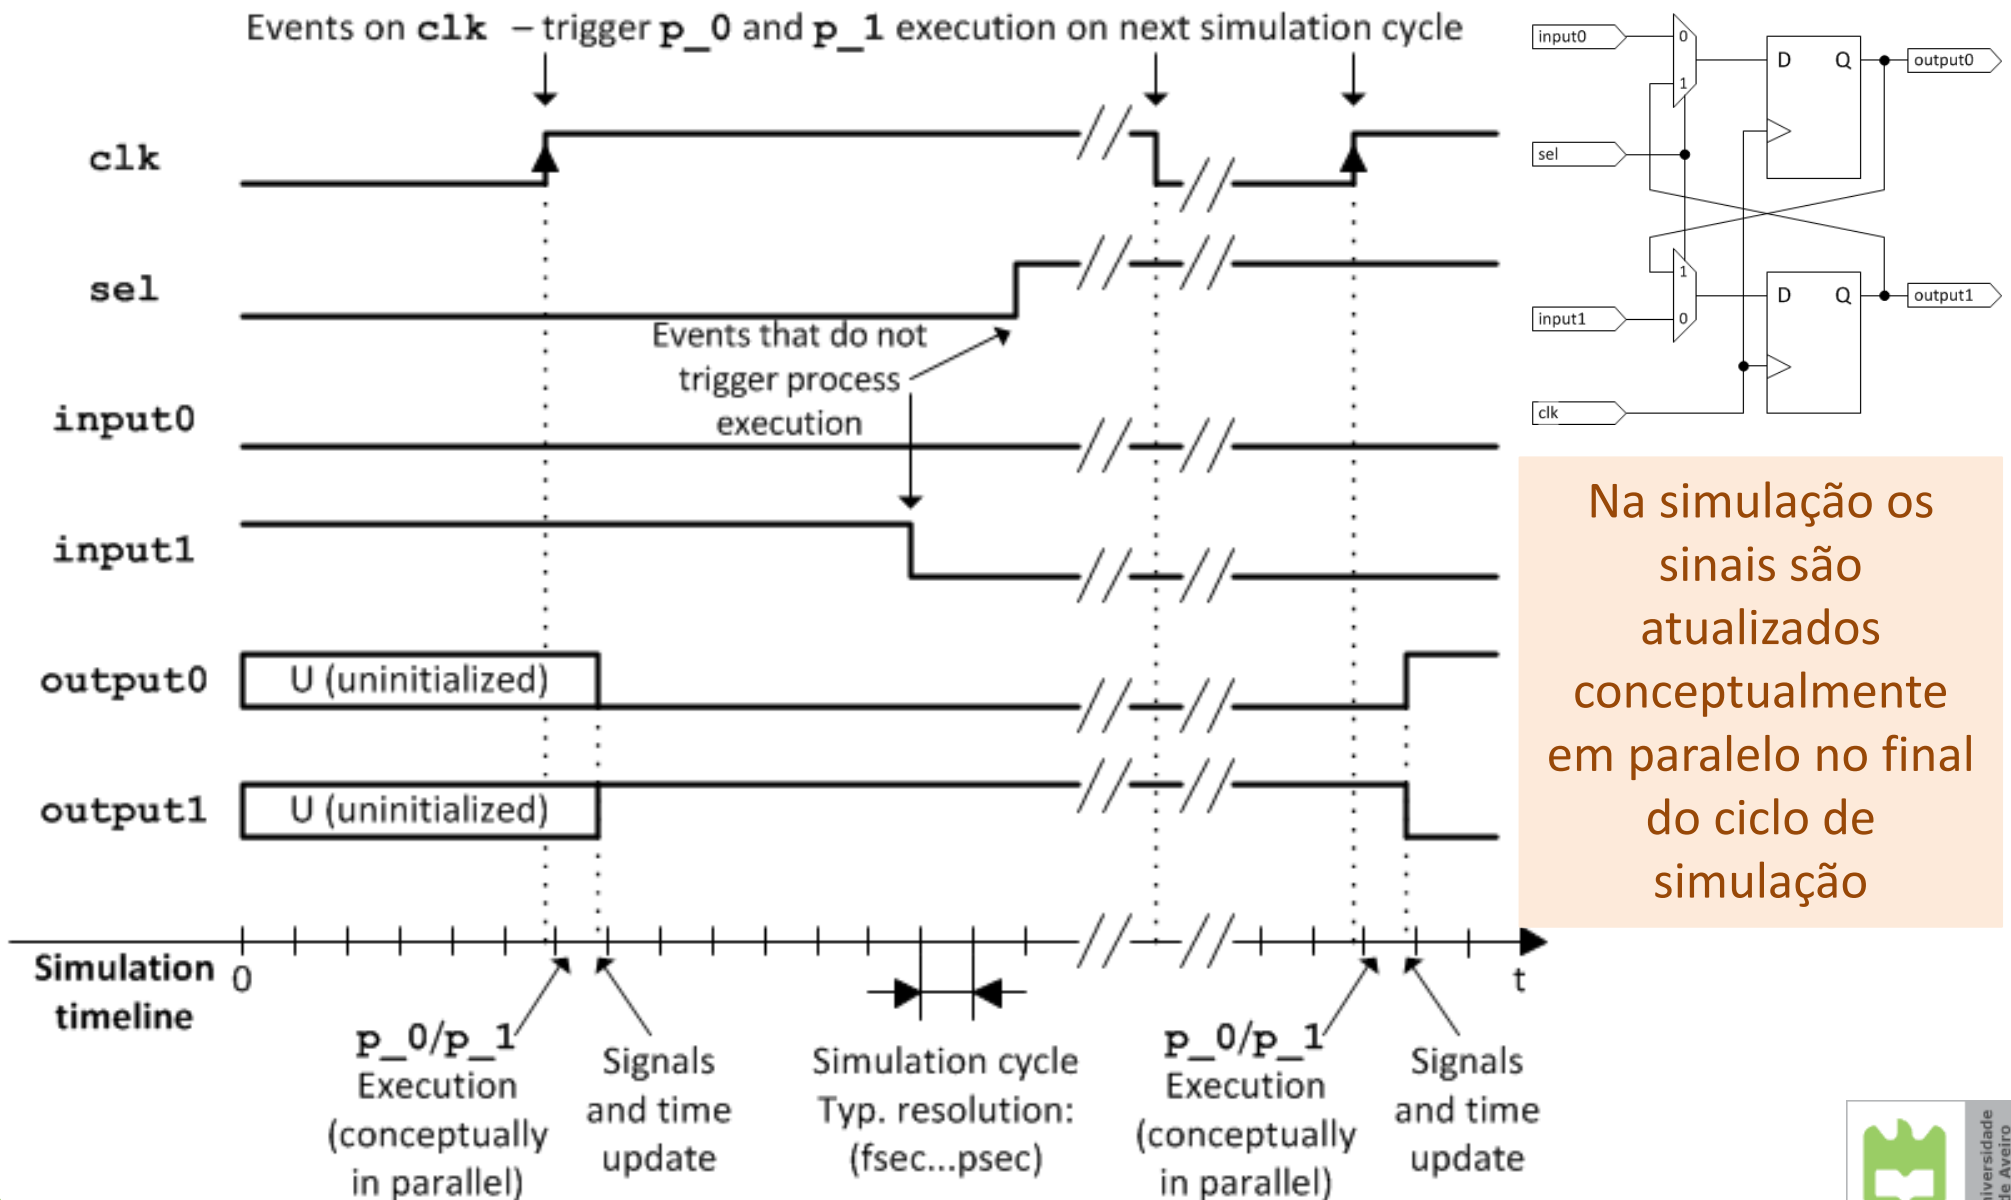 Events on clk – trigger p_0 and p_1 execution on next simulation cycle
clk
sel
Events that do not
trigger process
execution
input0
input1
output0
U (uninitialized)
output1
U (uninitialized)
Simulation
timeline
0
t
p_0/p_1
Execution
(conceptually
in parallel)
Signals
and time
update
Simulation cycle
Typ. resolution:
(fsec...psec)
p_0/p_1
Execution
(conceptually
in parallel)
Signals
and time
update
input0
0
1
D
Q
output0
sel
1
0
D
Q
output1
input1
clk
Na simulação os
sinais são
atualizados
conceptualmente
em paralelo no final
do ciclo de
simulação
Aveiro